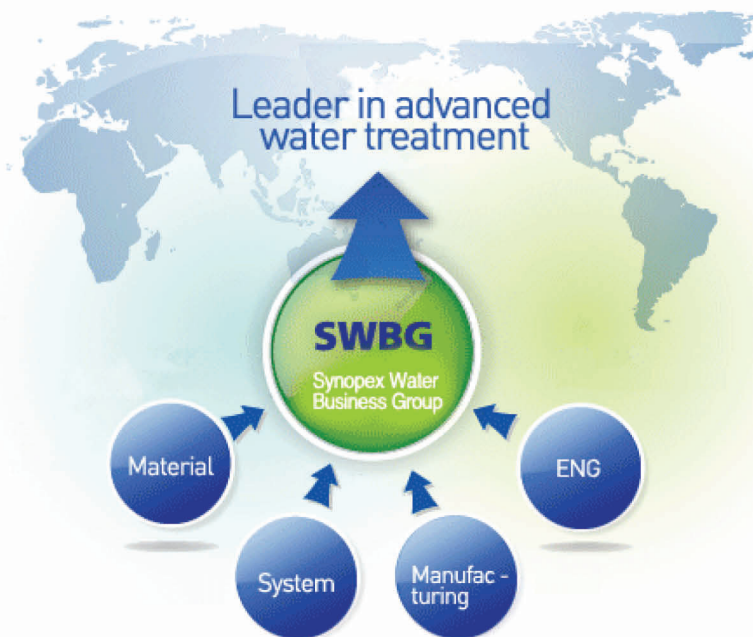 Leader in advanced
water treatment
SWBG
Synopex Water
Business Group
Material
ENG
System
Manufac -
turing